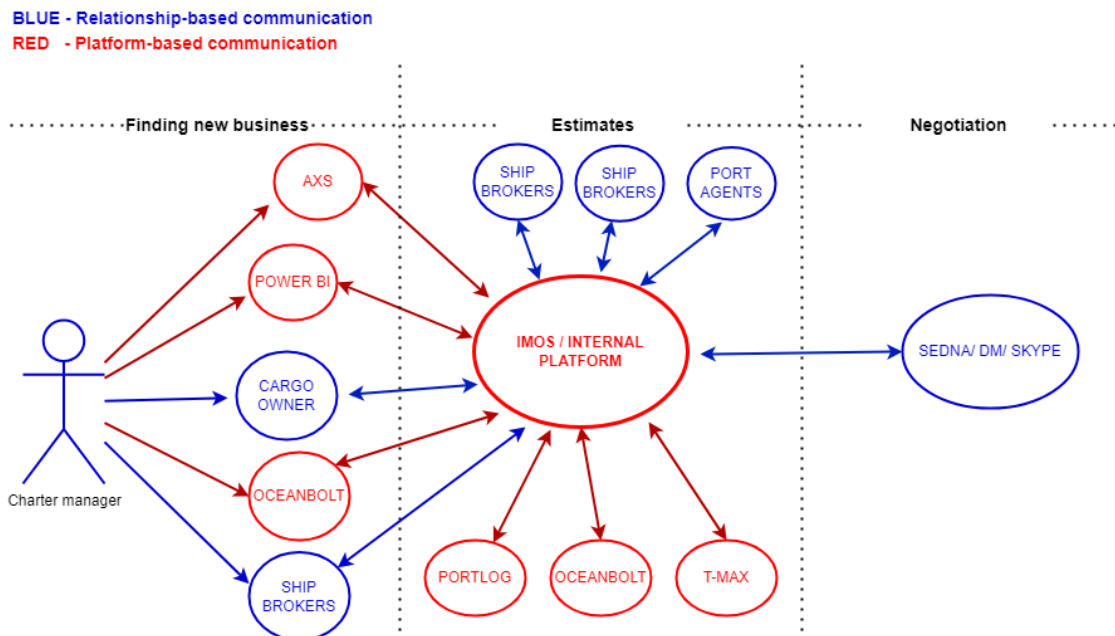 BLUE - Relationship-based communication
RED - Platform-based communication
Finding new business
Estimates
Negotiation
AXS
SHIP
BROKERS
SHIP
BROKERS
PORT
AGENTS
POWER BI
IMOS / INTERNAL
PLATFORM
SEDNA/ DM/ SKYPE
CARGO
OWNER
Charter manager
OCEANBOLT
SHIP
BROKERS
PORTLOG
OCEANBOLT
T-MAX